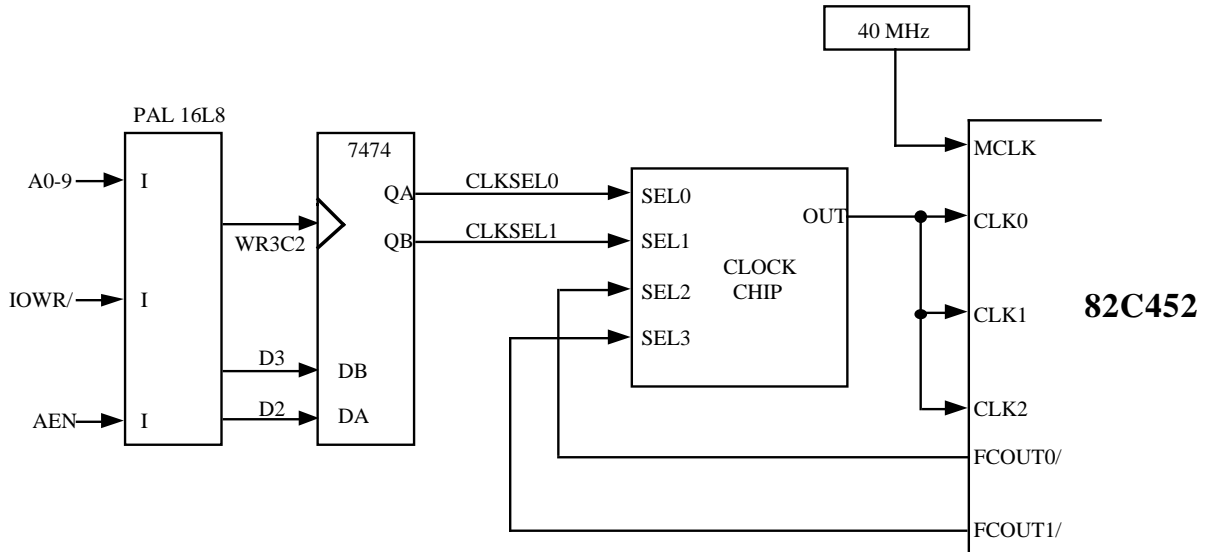 40 MHz
PAL 16L8
7474
MCLK
A0-9
I
QA
CLKSEL0
SEL0
OUT
CLK0
WR3C2
QB
CLKSEL1
SEL1
CLOCK
CHIP
IOWR/
I
SEL2
CLK1
82C452
SEL3
D3
DB
D2
DA
AEN
I
CLK2
FCOUT0/
FCOUT1/